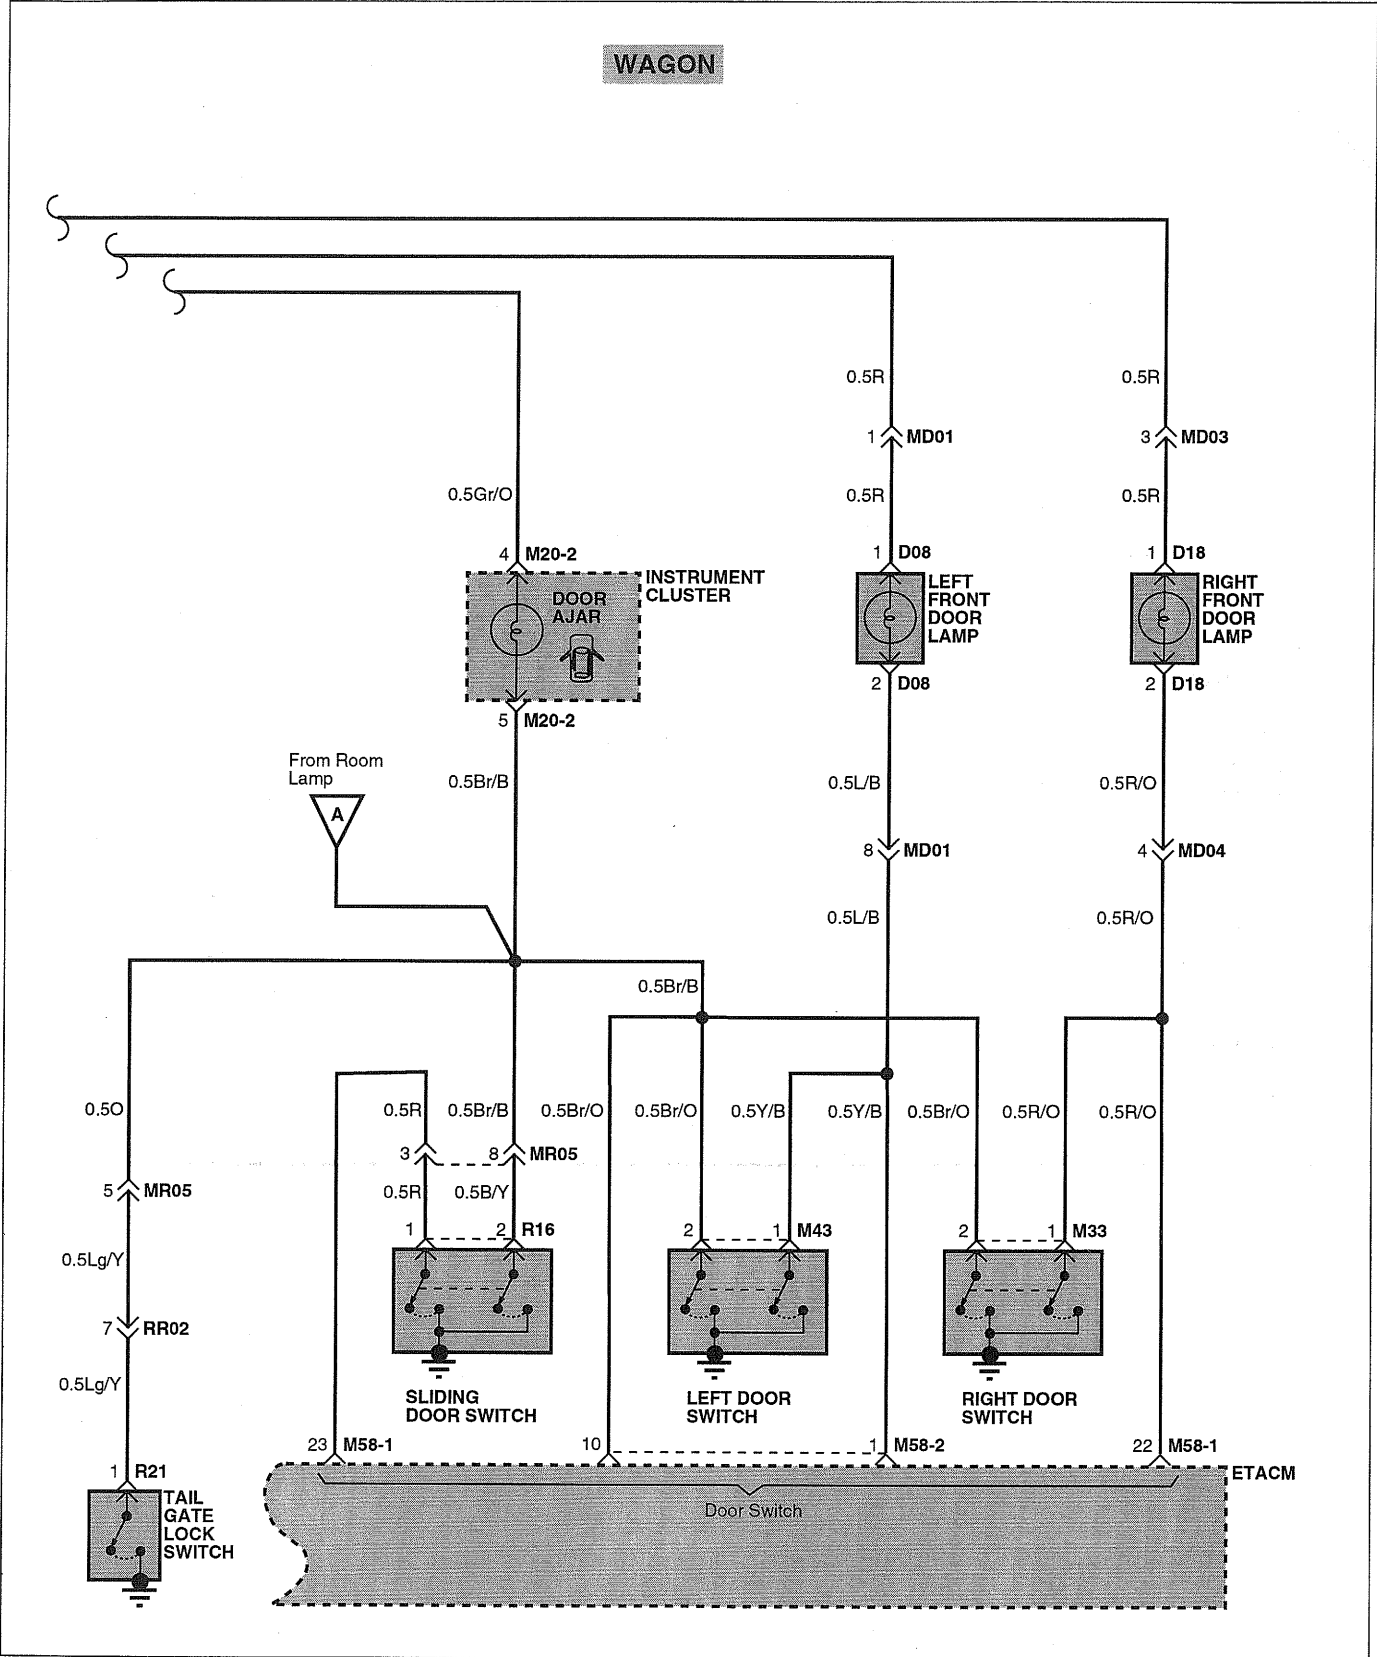 WAGON
0.5R
0.5R
1 MD01
3 MD03
0.5Gr/O
0.5R
0.5R
4 M20-2
1 D08
1 D18
INSTRUMENT
CLUSTER
DOOR
AJAR
LEFT
FRONT
DOOR
LAMP
RIGHT
FRONT
DOOR
LAMP
2 D08
2 D18
5 M20-2
From Room
Lamp
A
0.5Br/B
0.5L/B
0.5R/O
8 MD01
4 MD04
0.5L/B
0.5R/O
0.5Br/B
0.5O
0.5R
0.5Br/B
0.5Br/O
0.5Br/O
0.5Y/B
0.5Y/B
0.5Br/O
0.5R/O
0.5R/O
3
8 MR05
5 MR05
0.5R
0.5B/Y
1
2 R16
2
1 M43
2
1 M33
0.5Lg/Y
7 RR02
0.5Lg/Y
SLIDING
DOOR SWITCH
LEFT DOOR
SWITCH
RIGHT DOOR
SWITCH
23 M58-1
10
1 M58-2
22 M58-1
1 R21
ETACM
TAIL
GATE
LOCK
SWITCH
Door Switch